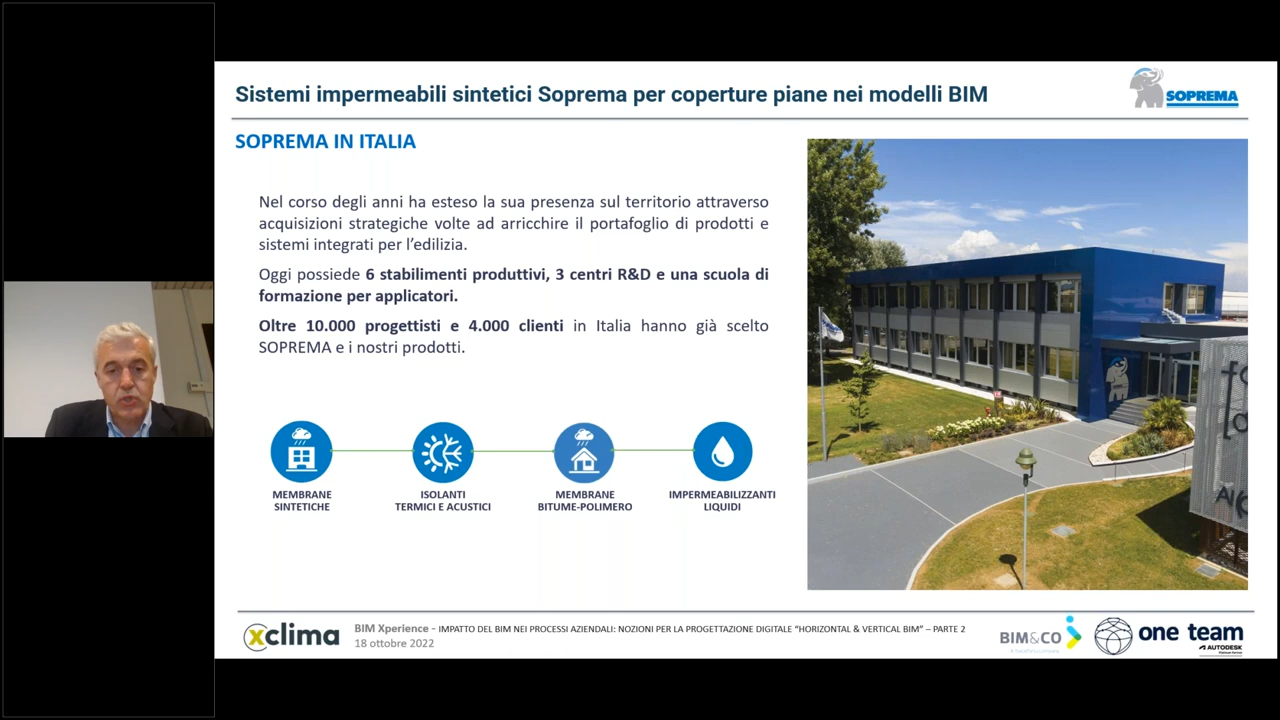 Sistemi impermeabili sintetici Soprema per coperture piane nei modelli BIM
SOPREMA
SOPREMA IN ITALIA
Nel corso degli anni ha esteso la sua presenza sul territorio attraverso
acquisizioni strategiche volte ad arricchire il portafoglio di prodotti e
sistemi integrati per l'edilizia.
Oggi possiede 6 stabilimenti produttivi, 3 centri R&D e una scuola di
formazione per applicatori.
Oltre 10.000 progettisti e 4.000 clienti in Italia hanno già scelto
SOPREMA e i nostri prodotti.
MEMBRANE
SINTETICHE
ISOLANTI
TERMICI E ACUSTICI
MEMBRANE
BITUME-POLIMERO
IMPERMEABILIZZANTI
LIQUIDI
xclima
BIM Xperience – IMPATTO DEL BIM NEI PROCESSI AZIENDALI: NOZIONI PER LA PROGETTAZIONE DIGITALE "HORIZONTAL & VERTICAL BIM" – PARTE 2
18 ottobre 2022
BIM&CO
one team
AUTODESK